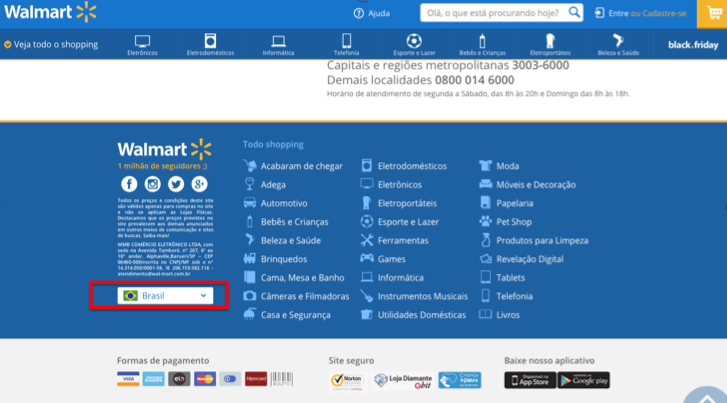 Walmart
Ajuda
Olá, o que está procurando hoje?
Entre ou Cadastre-se
Veja todo o shopping
Eletrônicos
Eletrodomésticos
Informática
Telefonia
Esporte e Lazer
Bebês e Crianças
Eletroportáteis
Beleza e Saúde
black.friday
Capitais e regiões metropolitanas 3003-6000
Demais localidades 0800 014 6000
Horário de atendimento de segunda a Sábado, das 8h às 20h e Domingo das 8h às 18h.
Walmart
1 milhão de seguidores ;)
Todos os preços e condições deste site
são válidos apenas para compras no site
e não se aplicam às Lojas Físicas.
Destacamos que os preços previstos no
site prevalecem aos demais anunciados
em outros meios de comunicação e sites
de buscas. Saiba mais!
WMB COMÉRCIO ELETRÔNICO LTDA, com
sede na Avenida Tamboré, nº 267, 6º ao
10º andar, Alphaville,Barueri/SP – CEP
06460-000Inscrita no CNPJ/MF sob o nº
14.314.050/0001-58, IE 206.159.582.118 -
atendimento@wal-mart.com.br
Brasil
Todo shopping
Acabaram de chegar
Adega
Automotivo
Bebês e Crianças
Beleza e Saúde
Brinquedos
Cama, Mesa e Banho
Câmeras e Filmadoras
Casa e Segurança
Eletrodomésticos
Eletrônicos
Eletroportáteis
Esporte e Lazer
Ferramentas
Games
Informática
Instrumentos Musicais
Utilidades Domésticas
Moda
Móveis e Decoração
Papelaria
Pet Shop
Produtos para Limpeza
Revelação Digital
Tablets
Telefonia
Livros
Formas de pagamento
VISA
elo
Hipercard
Site seguro
Norton
Loja Diamante
ebit
Baixe nosso aplicativo
Disponível na
App Store
Google play